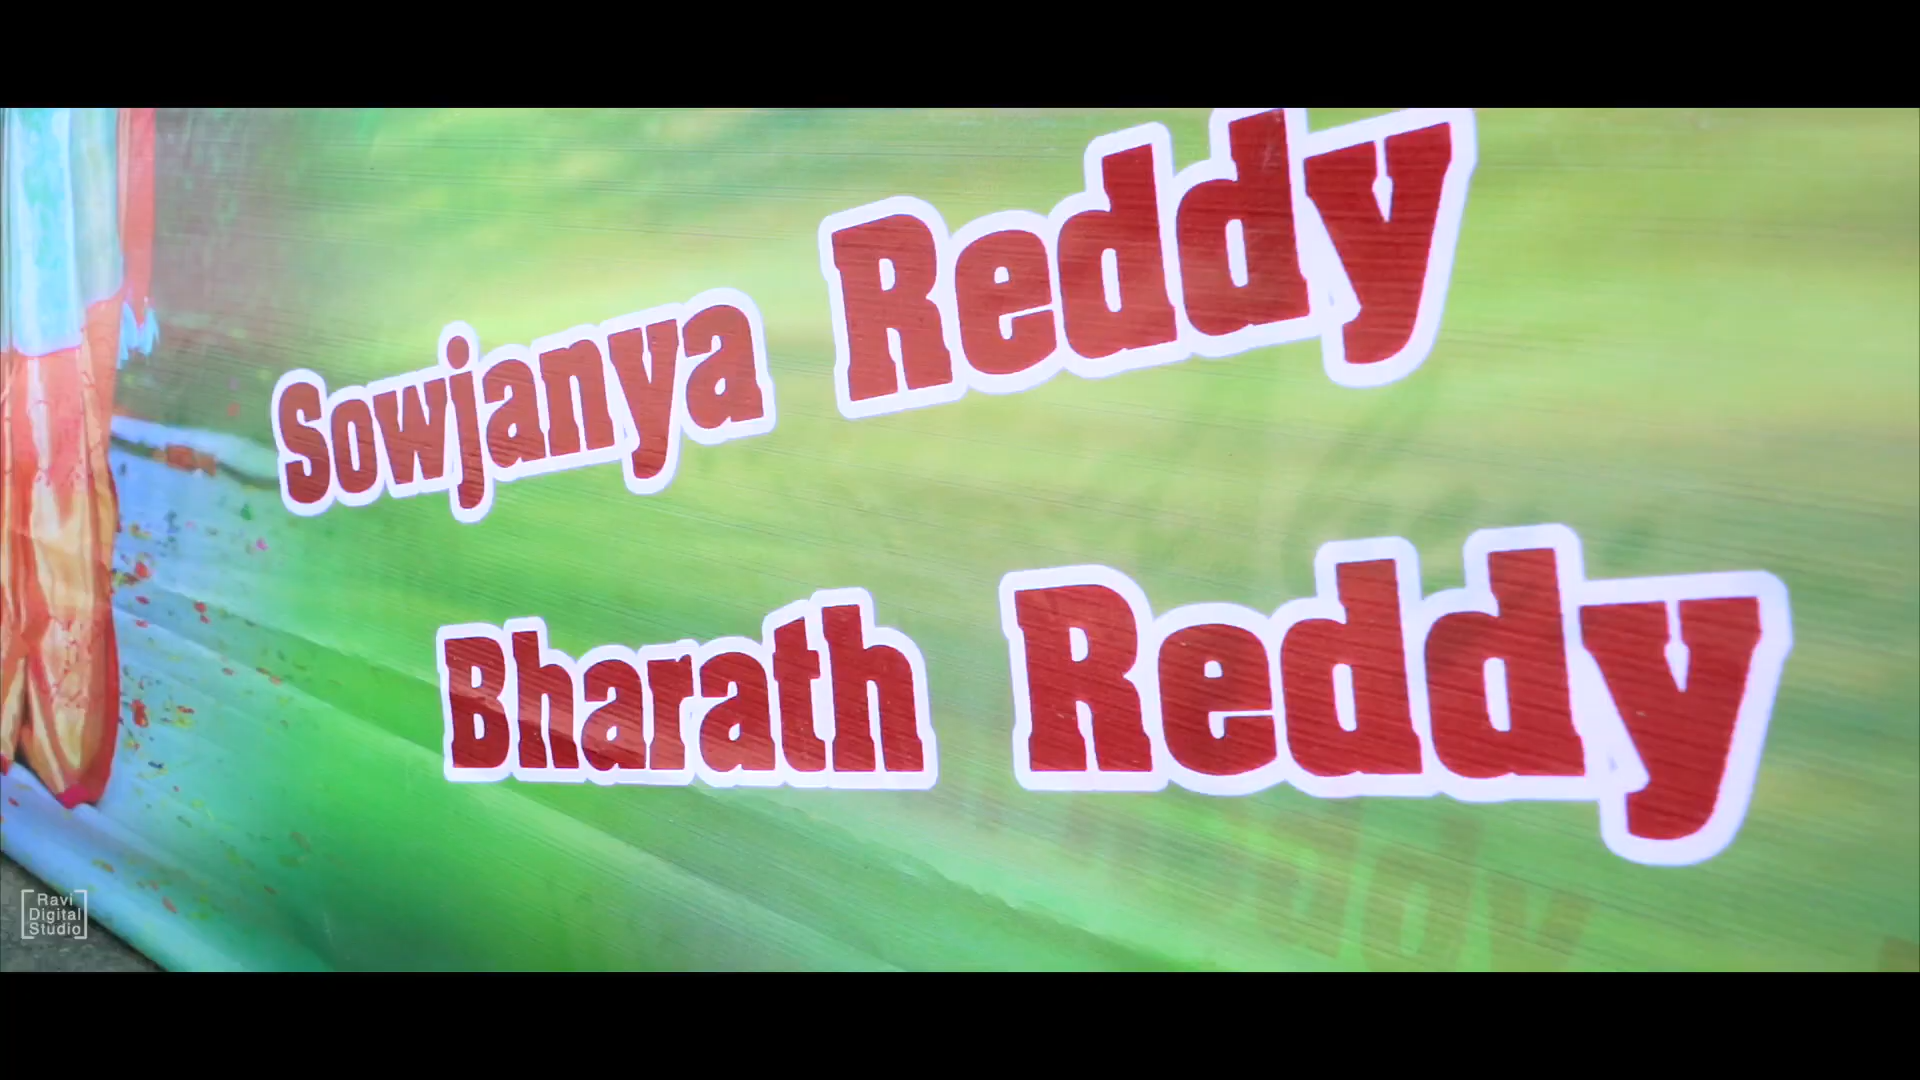 Sowjanya Reddy
Bharath Reddy
Ravi
Digital
Studio